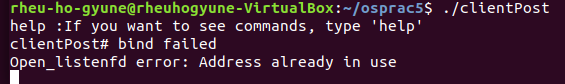 rheu-ho-gyune@rheuhogyune-VirtualBox:~/osprac5$ ./clientPost
help :If you want to see commands, type 'help'
clientPost# bind failed
Open_listenfd error: Address already in use